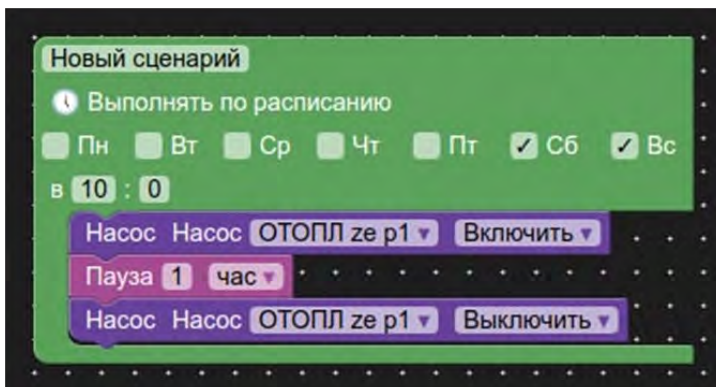 Новый сценарий
Выполнять по расписанию
Пн Вт Ср Чт Пт Сб Вс
в 10 : 0
Насос Насос ОТОПЛ ze p1 Включить
Пауза 1 час
Насос Насос ОТОПЛ ze p1 Выключить